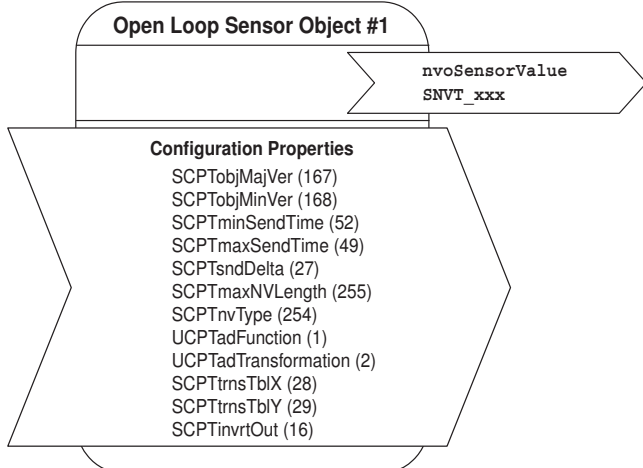 Open Loop Sensor Object #1
nvoSensorValue
SNVT_xxx
Configuration Properties
SCPTobjMajVer (167)
SCPTobjMinVer (168)
SCPTminSendTime (52)
SCPTmaxSendTime (49)
SCPTsndDelta (27)
SCPTmaxNVLength (255)
SCPTnvType (254)
UCPTadFunction (1)
UCPTadTransformation (2)
SCPTtrnsTblX (28)
SCPTtrnsTblY (29)
SCPTinvrtOut (16)